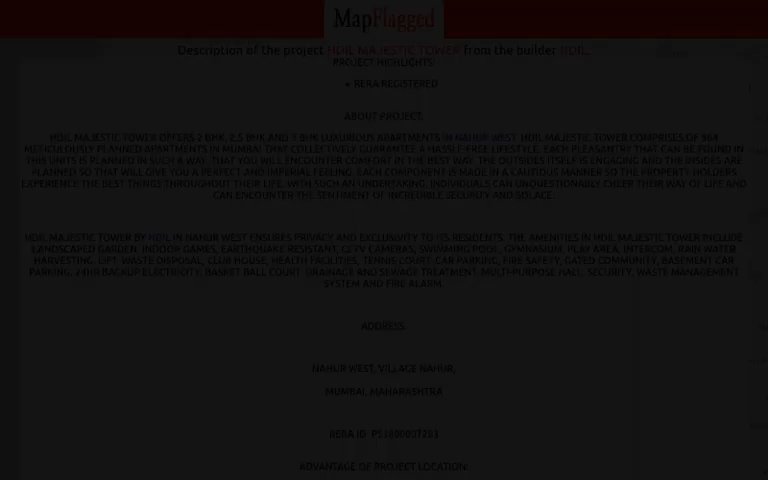 MapFlagged
Description of the project HDIL MAJESTIC TOWER from the builder HDIL.
PROJECT HIGHLIGHTS:
• RERA REGISTERED
ABOUT PROJECT:
HDIL MAJESTIC TOWER OFFERS 2 BHK, 2.5 BHK AND 3 BHK LUXURIOUS APARTMENTS IN NAHUR WEST. HDIL MAJESTIC TOWER COMPRISES OF
METICULOUSLY PLANNED APARTMENTS IN MUMBAI THAT COLLECTIVELY GUARANTEE A HASSLE-FREE LIFESTYLE. EACH PLEASENTRY THAT CAN BE FOUND IN
THIS UNITS IS PLANNED IN SUCH A WAY, THAT YOU WILL ENCOUNTER COMFORT IN THE BEST WAY. THE OUTSIDES ITSELF IS ENGAGING AND THE INSIDES ARE
PLANNED SO THAT WILL GIVE YOU A PERFECT AND IMPERIAL FEELING. EACH COMPONENT IS MADE IN A CAUTIOUS MANNER SO THE PROPERTY HOLDERS
EXPERIENCE THE BEST THINGS THROUGHOUT THEIR LIFE. WITH SUCH AN UNDERTAKING, INDIVIDUALS CAN UNQUESTIONABLY CHEER THEIR WAY OF LIFE AND
CAN ENCOUNTER THE SENTIMENT OF INCREDIBLE SECURITY AND SOLACE.
HDIL MAJESTIC TOWER BY HDIL IN NAHUR WEST ENSURES PRIVACY AND EXCLUSIVITY TO ITS RESIDENTS. THE AMENITIES IN HDIL MAJESTIC TOWER INCLUDE
LANDSCAPED GARDEN, INDOOR GAMES, EARTHQUAKE RESISTANT, CCTV CAMERAS, SWIMMING POOL, GYMNASIUM, PLAY AREA, INTERCOM, RAIN WATER
HARVESTING, LIFT, WASTE DISPOSAL, CLUB HOUSE, HEALTH FACILITIES, TENNIS COURT, CAR PARKING, FIRE SAFETY, GATED COMMUNITY, BASEMENT CAR
PARKING, 24HR BACKUP ELECTRICITY, BASKET BALL COURT, DRAINAGE AND SEWAGE TREATMENT, MULTI-PURPOSE HALL, SECURITY, WASTE MANAGEMENT
SYSTEM AND FIRE ALARM.
ADDRESS:
NAHUR WEST, VILLAGE NAHUR,
MUMBAI, MAHARASHTRA
RERA ID:
ADVANTAGE OF PROJECT LOCATION: